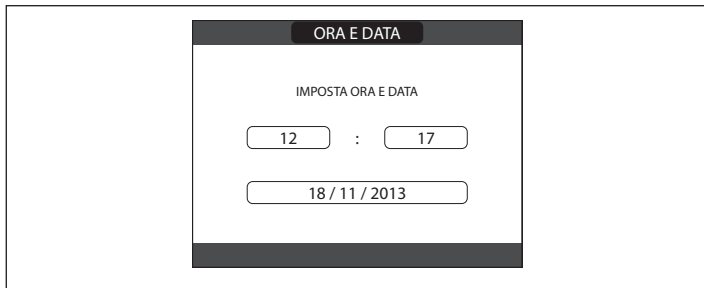 ORA E DATA
IMPOSTA ORA E DATA
12 : 17
18 / 11 / 2013